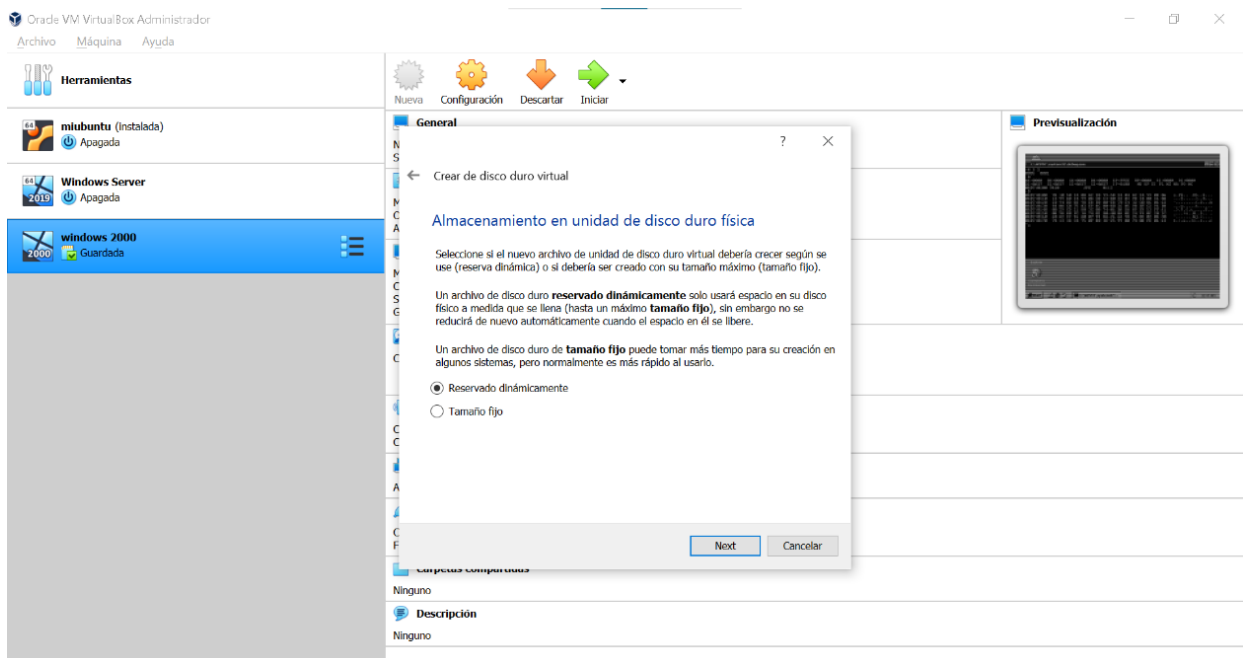 Oracle VM VirtualBox Administrador
Archivo Máquina Ayuda
Herramientas
Nueva Configuración Descartar Iniciar
64
miubuntu (Instalada)
Apagada
64
2019
Windows Server
Apagada
2000
windows 2000
Guardada
General
Previsualización
?
Crear de disco duro virtual
Almacenamiento en unidad de disco duro física
Seleccione si el nuevo archivo de unidad de disco duro virtual debería crecer según se
use (reserva dinámica) o si debería ser creado con su tamaño máximo (tamaño fijo).
Un archivo de disco duro reservado dinámicamente solo usará espacio en su disco
físico a medida que se llena (hasta un máximo tamaño fijo), sin embargo no se
reducirá de nuevo automáticamente cuando el espacio en él se libere.
Un archivo de disco duro de tamaño fijo puede tomar más tiempo para su creación en
algunos sistemas, pero normalmente es más rápido al usarlo.
Reservado dinámicamente
Tamaño fijo
Next Cancelar
Carpetas compartidas
Ninguno
Descripción
Ninguno